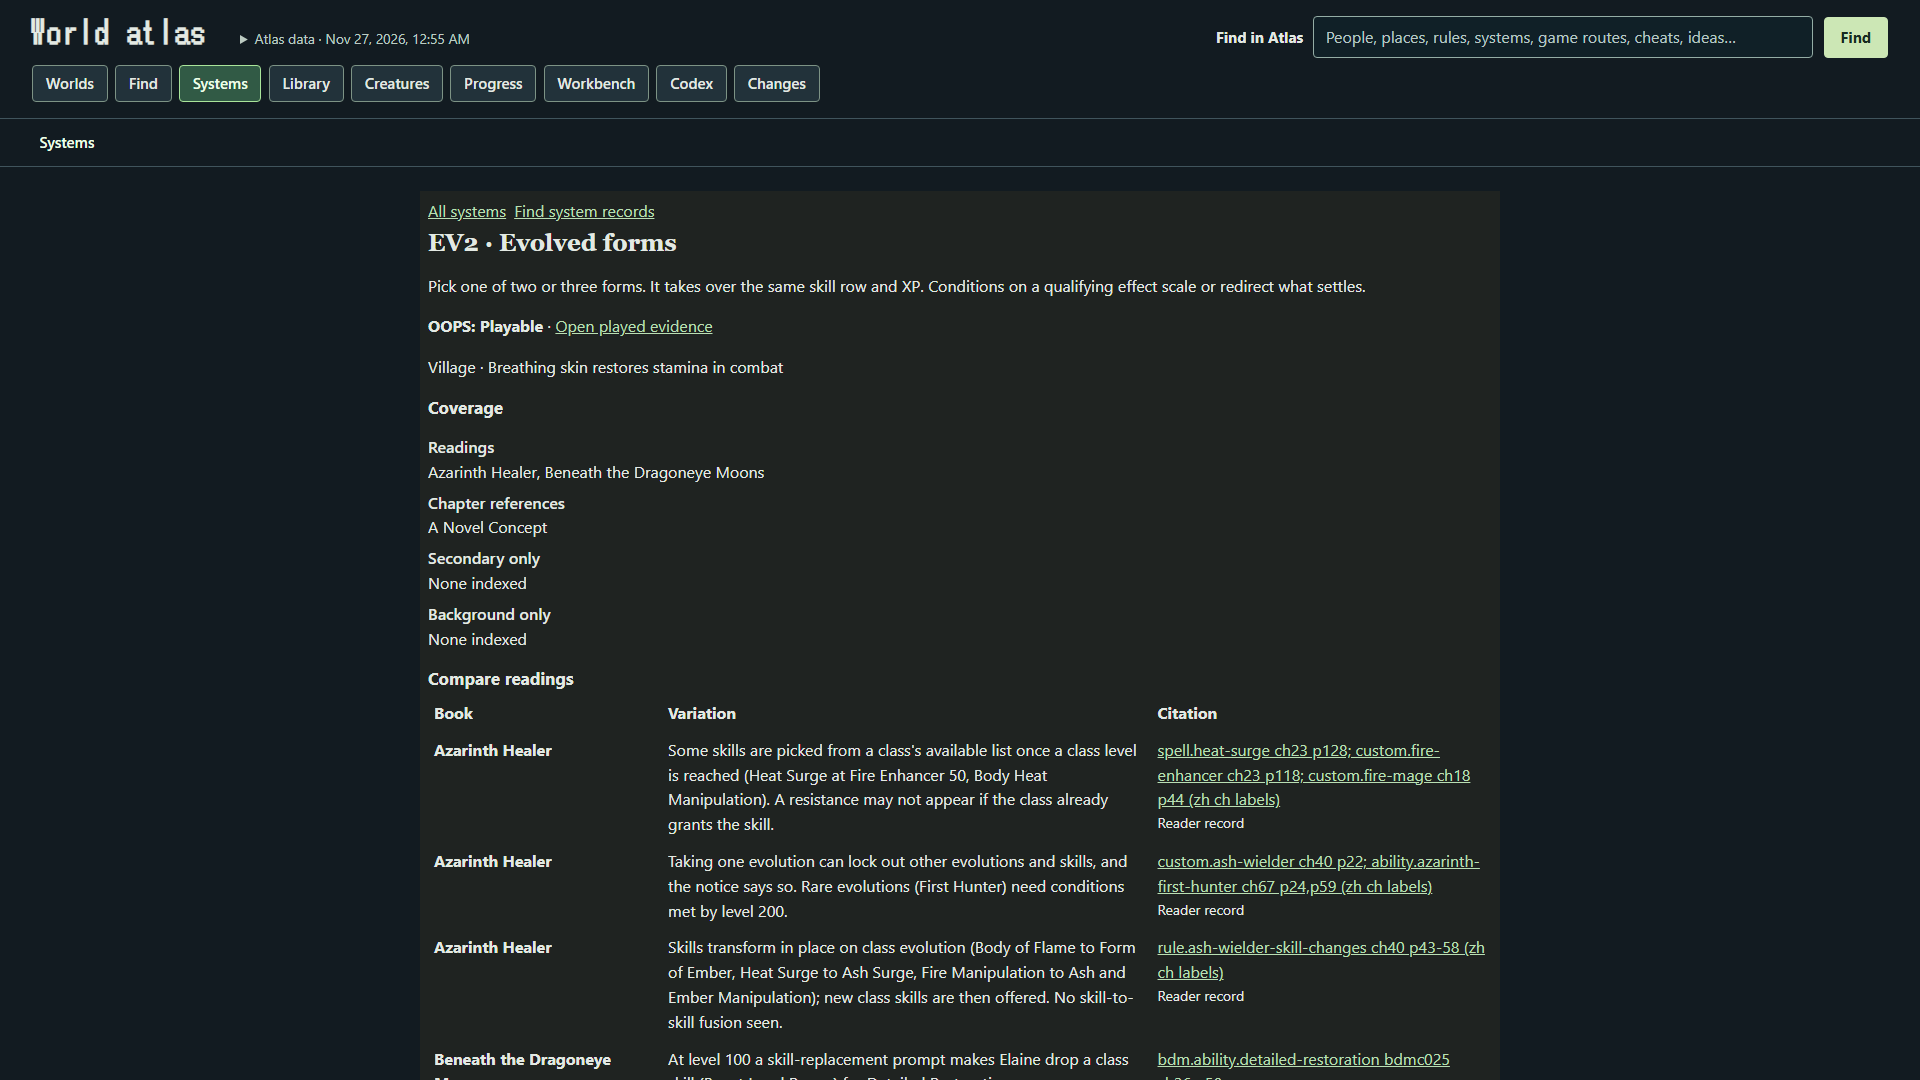 World atlas
▶ Atlas data · Nov 27, 2026, 12:55 AM
Find in Atlas
People, places, rules, systems, game routes, cheats, ideas...
Find
Worlds
Find
Systems
Library
Creatures
Progress
Workbench
Codex
Changes
Systems
All systems Find system records
EV2 · Evolved forms
Pick one of two or three forms. It takes over the same skill row and XP. Conditions on a qualifying effect scale or redirect what settles.
OOPS: Playable · Open played evidence
Village · Breathing skin restores stamina in combat
Coverage
Readings
Azarinth Healer, Beneath the Dragoneye Moons
Chapter references
A Novel Concept
Secondary only
None indexed
Background only
None indexed
Compare readings
Book
Variation
Citation
Azarinth Healer
Some skills are picked from a class's available list once a class level
is reached (Heat Surge at Fire Enhancer 50, Body Heat
Manipulation). A resistance may not appear if the class already
grants the skill.
spell.heat-surge ch23 p128; custom.fire-
enhancer ch23 p118; custom.fire-mage ch18
p44 (zh ch labels)
Reader record
Azarinth Healer
Taking one evolution can lock out other evolutions and skills, and
the notice says so. Rare evolutions (First Hunter) need conditions
met by level 200.
custom.ash-wielder ch40 p22; ability.azarinth-
first-hunter ch67 p24,p59 (zh ch labels)
Reader record
Azarinth Healer
Skills transform in place on class evolution (Body of Flame to Form
of Ember, Heat Surge to Ash Surge, Fire Manipulation to Ash and
Ember Manipulation); new class skills are then offered. No skill-to-
skill fusion seen.
rule.ash-wielder-skill-changes ch40 p43-58 (zh
ch labels)
Reader record
Beneath the Dragoneye
At level 100 a skill-replacement prompt makes Elaine drop a class
bdm.ability.detailed-restoration bdmc025